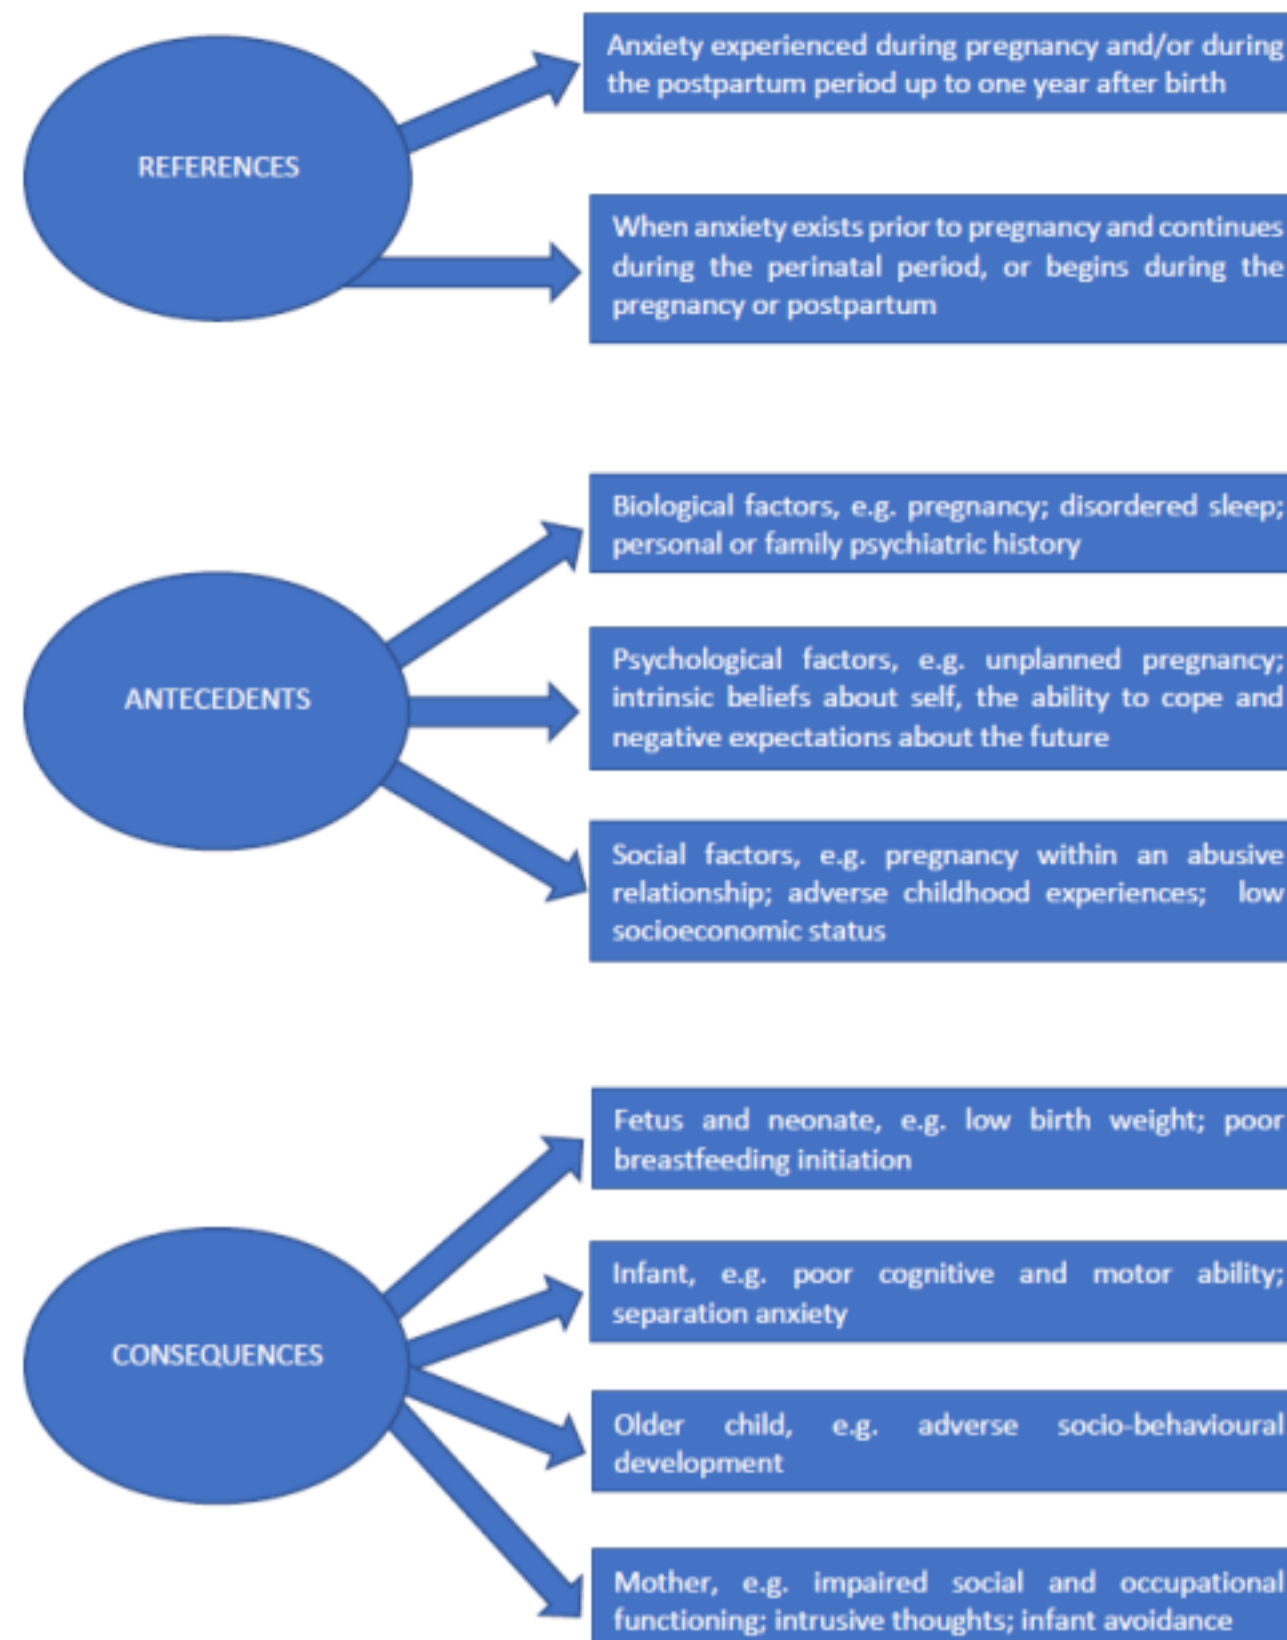 REFERENCES
Anxiety experienced during pregnancy and/or during
the postpartum period up to one year after birth
When anxiety exists prior to pregnancy and continues
during the perinatal period, or begins during the
pregnancy or postpartum
ANTECEDENTS
Biological factors, e.g. pregnancy; disordered sleep;
personal or family psychiatric history
Psychological factors, e.g. unplanned pregnancy;
intrinsic beliefs about self, the ability to cope and
negative expectations about the future
Social factors, e.g. pregnancy within an abusive
relationship; adverse childhood experiences; low
socioeconomic status
CONSEQUENCES
Fetus and neonate, e.g. low birth weight; poor
breastfeeding initiation
Infant, e.g. poor cognitive and motor ability;
separation anxiety
Older child, e.g. adverse socio-behavioural
development
Mother, e.g. impaired social and occupational
functioning; intrusive thoughts; infant avoidance